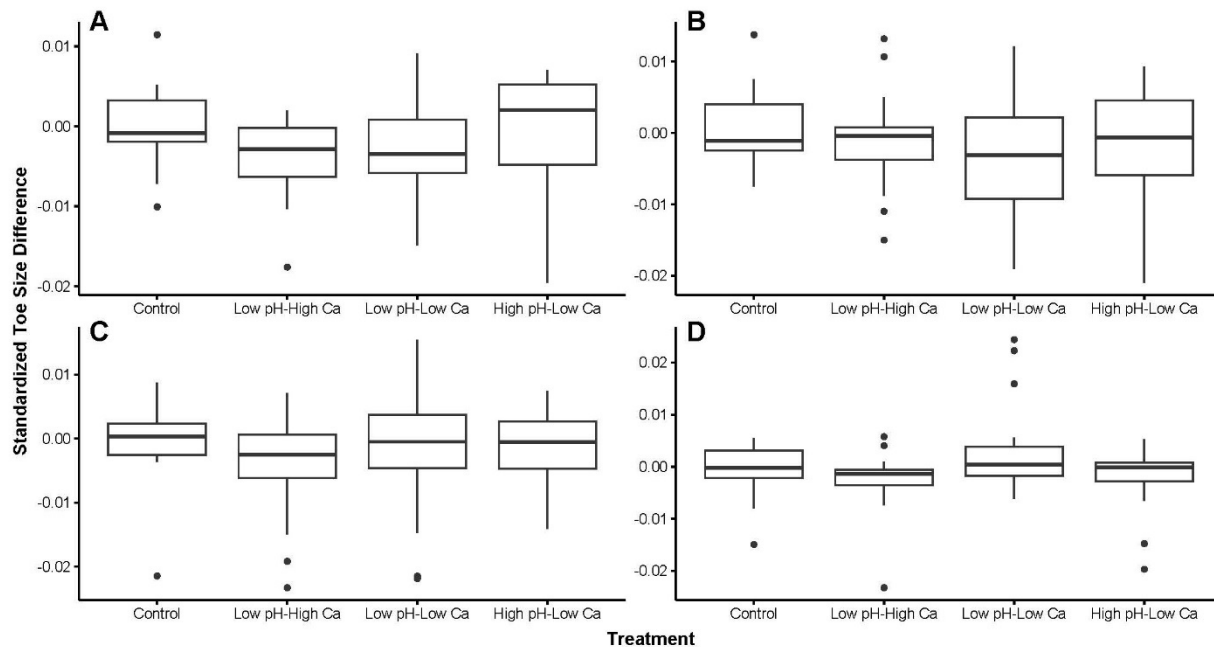 A
B
0.01
0.00
-0.01
-0.02
0.01
0.00
-0.01
-0.02
Control
Low pH-High Ca
Low pH-Low Ca
High pH-Low Ca
Control
Low pH-High Ca
Low pH-Low Ca
High pH-Low Ca
Standardized Toe Size Difference
C
D
0.01
0.00
-0.01
-0.02
0.02
0.01
0.00
-0.01
-0.02
Control
Low pH-High Ca
Low pH-Low Ca
High pH-Low Ca
Control
Low pH-High Ca
Low pH-Low Ca
High pH-Low Ca
Treatment